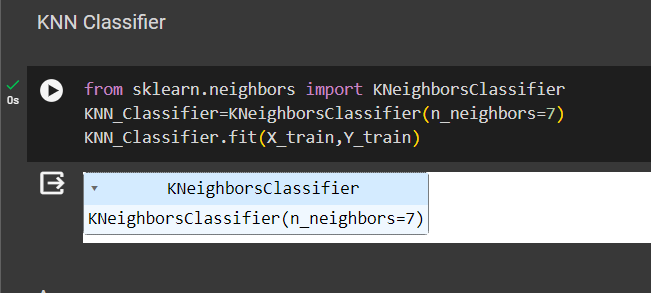 KNN Classifier
from sklearn.neighbors import KNeighborsClassifier
0s
KNN_Classifier=KNeighborsClassifier(n_neighbors=7)
KNN_Classifier.fit(X_train,Y_train)
KNeighborsClassifier
KNeighborsClassifier(n_neighbors=7)